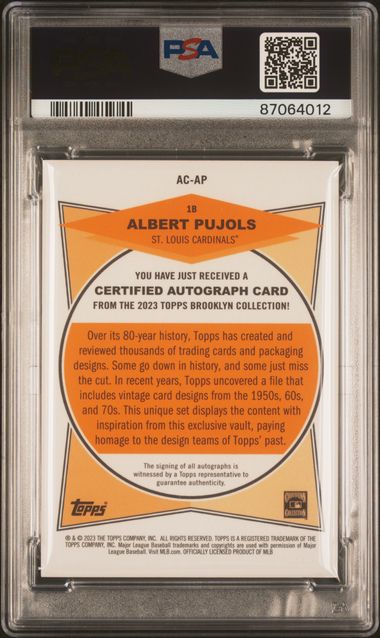 PSA
87064012
AC-AP
1B
ALBERT PUJOLS
ST. LOUIS CARDINALS®
YOU HAVE JUST RECEIVED A
CERTIFIED AUTOGRAPH CARD
FROM THE 2023 TOPPS BROOKLYN COLLECTION!
Over its 80-year history, Topps has created and
reviewed thousands of trading cards and packaging
designs. Some go down in history, and some just miss
the cut. In recent years, Topps uncovered a file that
includes vintage card designs from the 1950s, 60s,
and 70s. This unique set displays the content with
inspiration from this exclusive vault, paying
homage to the design teams of Topps' past.
The signing of all autographs is
witnessed by a Topps representative to
guarantee authenticity.
Topps
® & © 2023 THE TOPPS COMPANY, INC. ALL RIGHTS RESERVED. TOPPS IS A REGISTERED TRADEMARK OF THE
TOPPS COMPANY, INC. Major League Baseball trademarks and copyrights are used with permission of Major
League Baseball. Visit MLB.com. OFFICIALLY LICENSED PRODUCT OF MLB